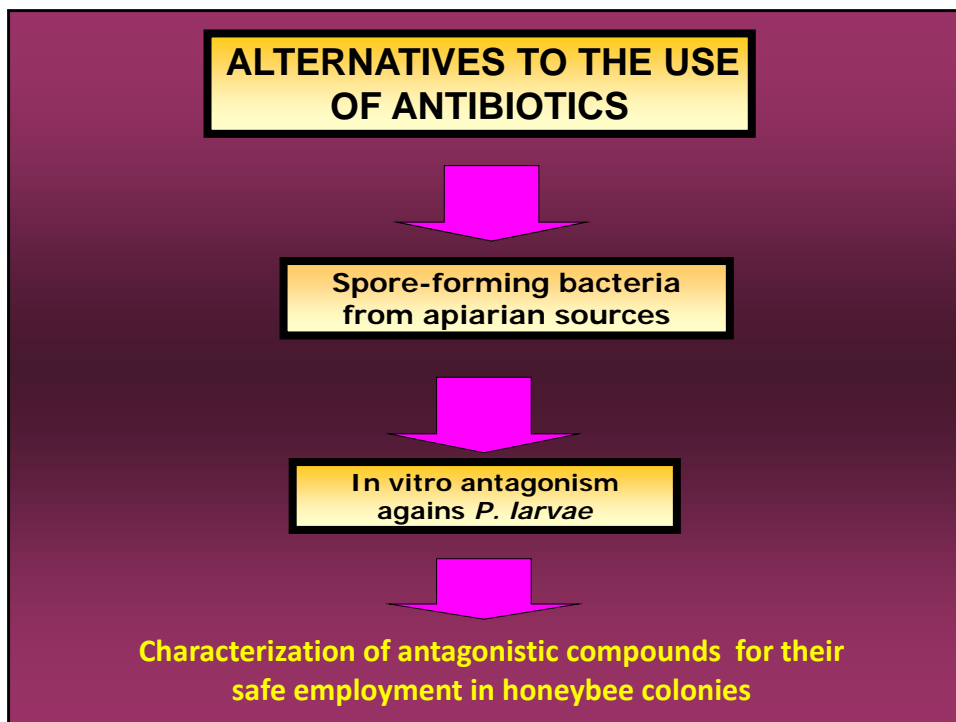 ALTERNATIVES TO THE USE
OF ANTIBIOTICS
Spore-forming bacteria
from apiarian sources
In vitro antagonism
agains P. larvae
Characterization of antagonistic compounds for their
safe employment in honeybee colonies